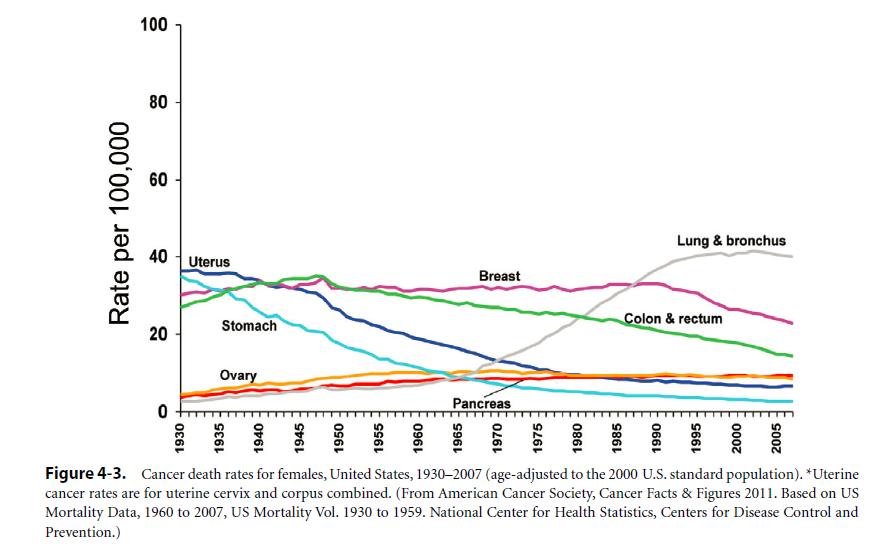 100
80
60
40
20
0
Rate per 100,000
Uterus
Stomach
Ovary
Breast
Pancreas
Lung & bronchus
Colon & rectum
1930
1935
1940
1945
1950
1955
1960
1965
1970
1975
1980
1985
1990
1995
2000
2005
Figure 4-3. Cancer death rates for females, United States, 1930–2007 (age-adjusted to the 2000 U.S. standard population). *Uterine
cancer rates are for uterine cervix and corpus combined. (From American Cancer Society, Cancer Facts & Figures 2011. Based on US
Mortality Data, 1960 to 2007, US Mortality Vol. 1930 to 1959. National Center for Health Statistics, Centers for Disease Control and
Prevention.)